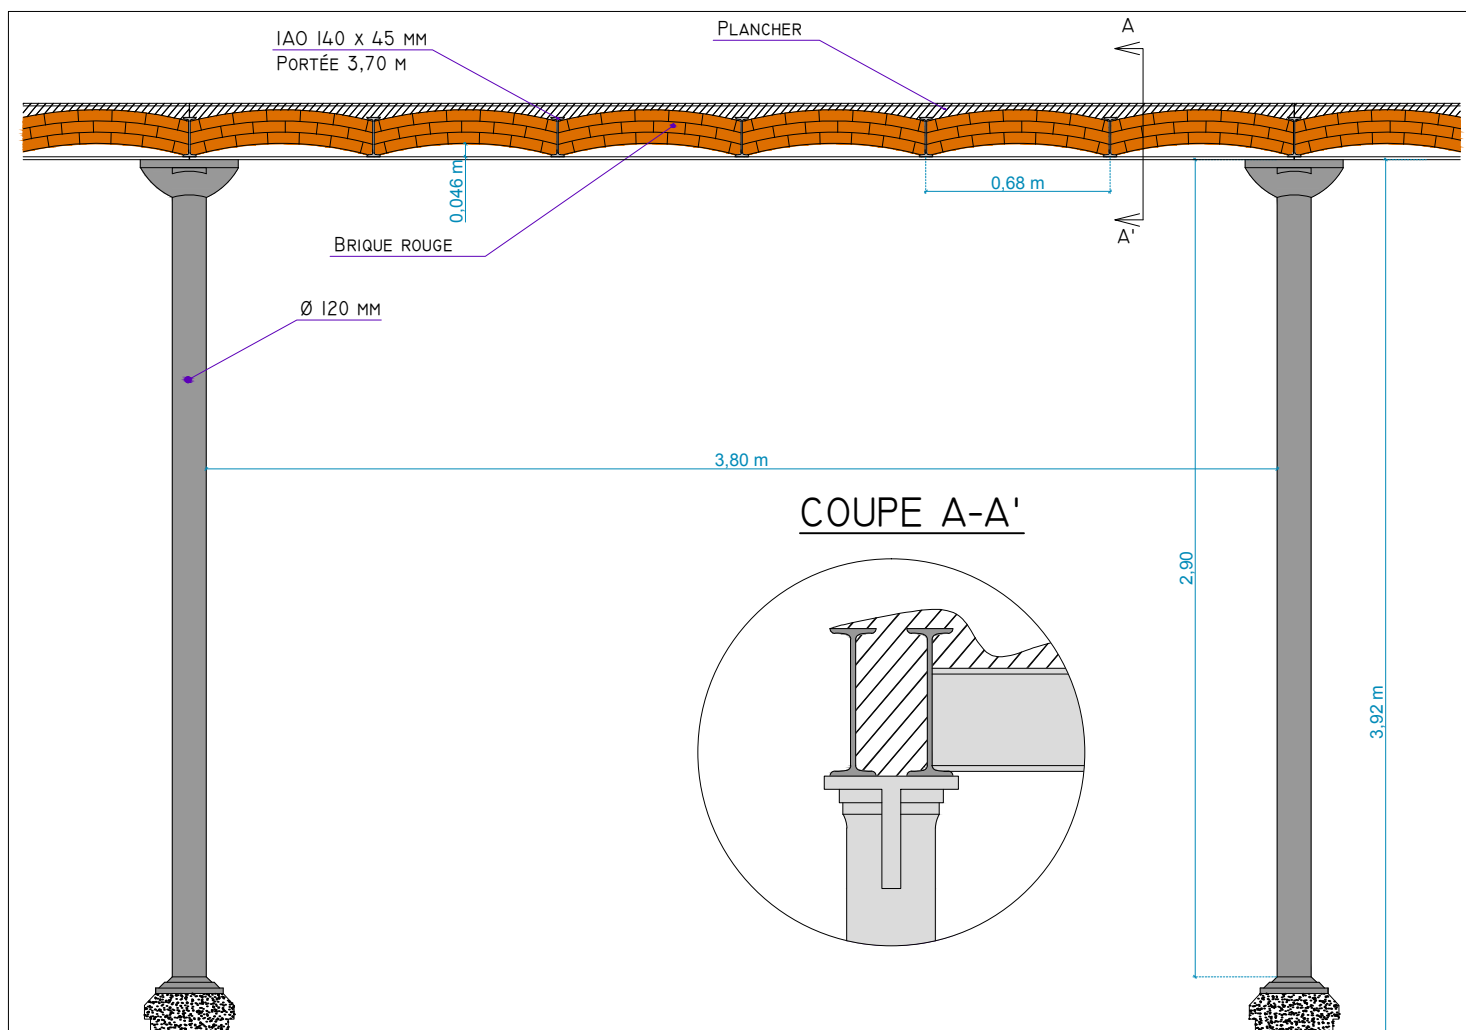 IAO 140 x 45 MM
PORTÉE 3,70 M
PLANCHER
A
0,046 m
0,68 m
A'
BRIQUE ROUGE
Ø 120 MM
3,80 m
COUPE A-A'
2,90
3,92 m